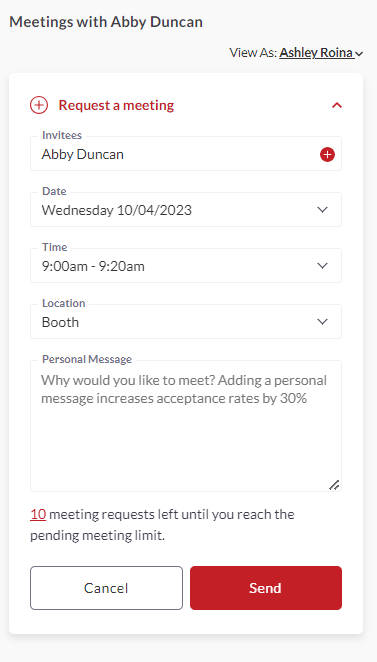 Meetings with Abby Duncan
View As: Ashley Roina
Request a meeting
Invitees
Abby Duncan
Date
Wednesday 10/04/2023
Time
9:00am - 9:20am
Location
Booth
Personal Message
Why would you like to meet? Adding a personal
message increases acceptance rates by 30%
10 meeting requests left until you reach the
pending meeting limit.
Cancel
Send